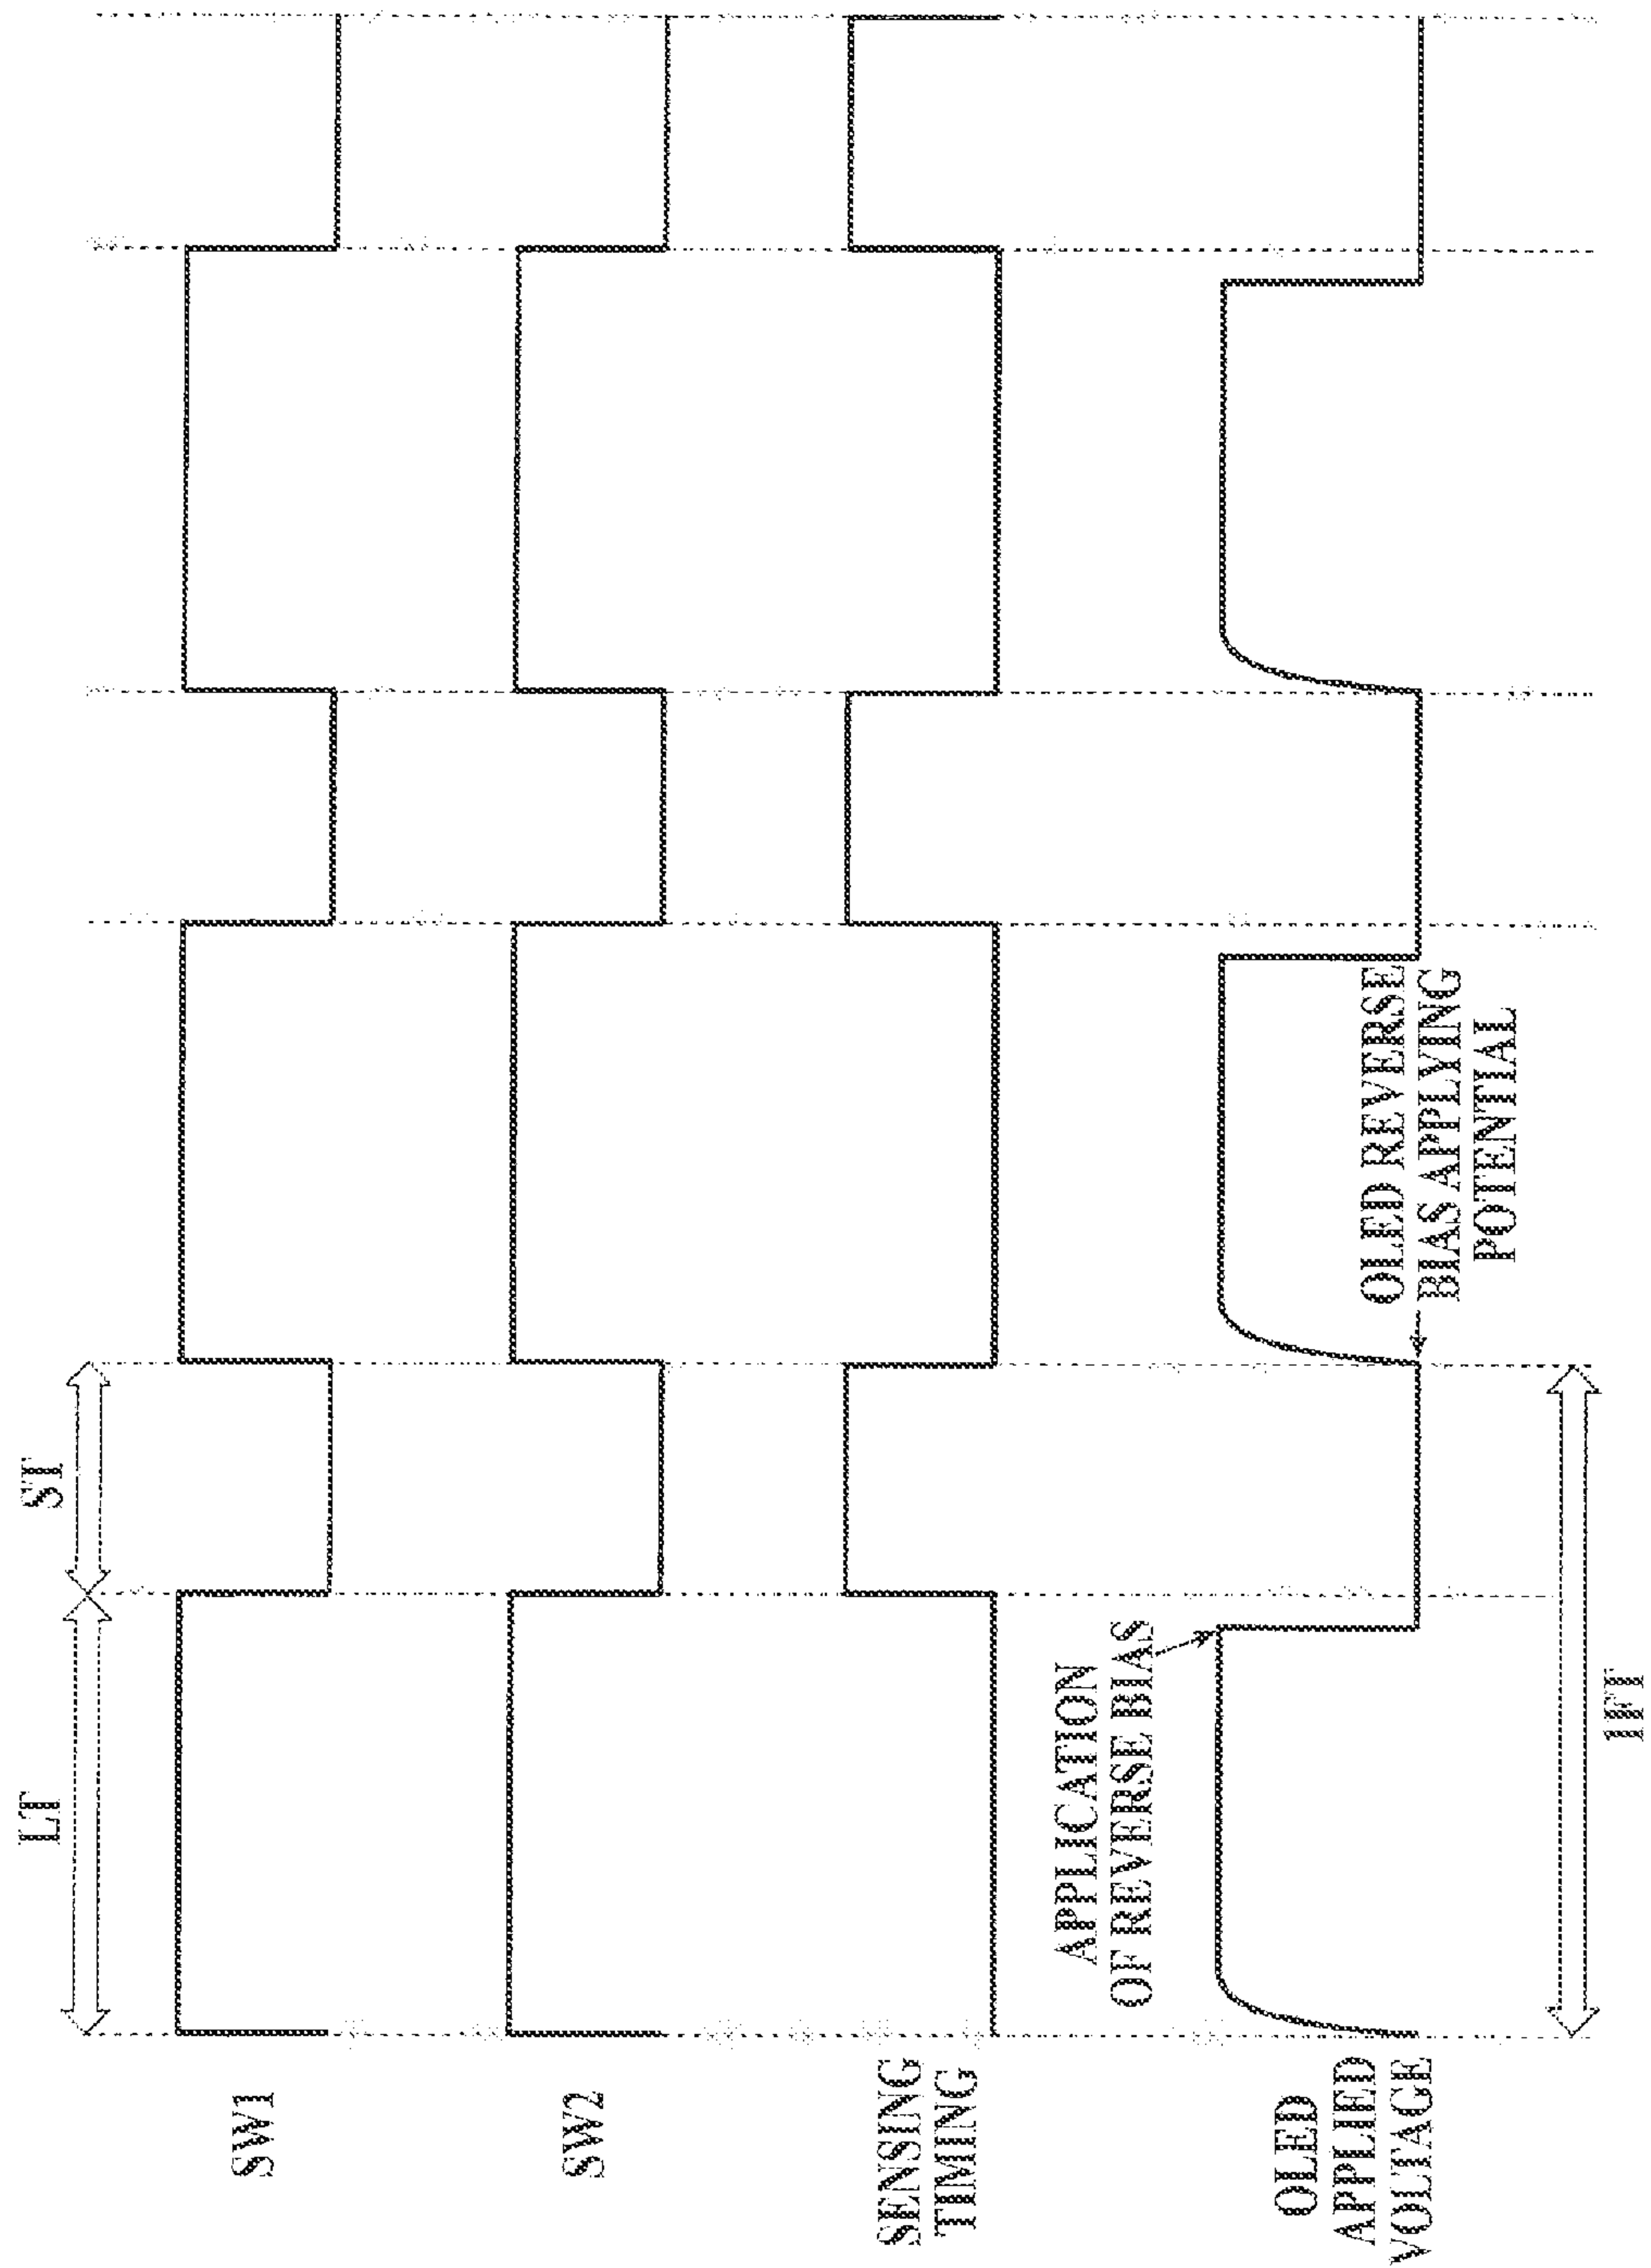 LT
ST
SW1
SW2
SENSING
TIMING
APPLICATION
OF REVERSE BIAS
OLED
APPLIED
VOLTAGE
OLED REVERSE
BIAS APPLYING
POTENTIAL
1FT